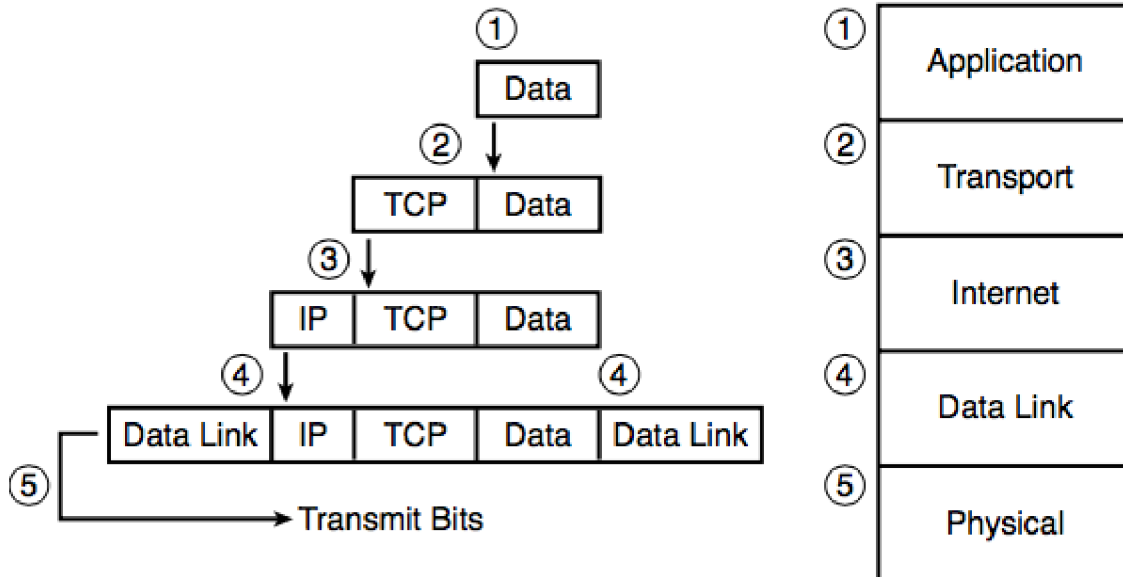 ①
Data
②
TCP Data
③
IP TCP Data
④ ④
Data Link IP TCP Data Data Link
⑤
Transmit Bits
① Application
② Transport
③ Internet
④ Data Link
⑤ Physical